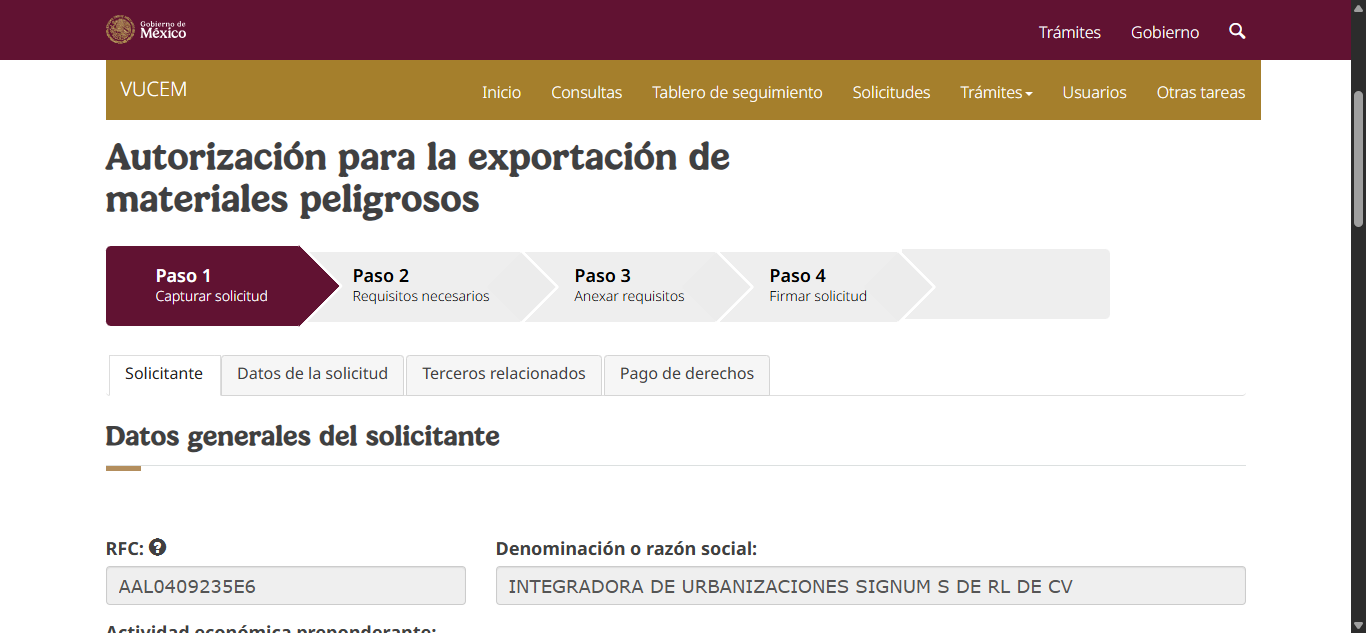 Gobierno de
México
Trámites
Gobierno
VUCEM
Inicio
Consultas
Tablero de seguimiento
Solicitudes
Trámites
Usuarios
Otras tareas
Autorización para la exportación de
materiales peligrosos
Paso 1
Capturar solicitud
Paso 2
Requisitos necesarios
Paso 3
Anexar requisitos
Paso 4
Firmar solicitud
Solicitante
Datos de la solicitud
Terceros relacionados
Pago de derechos
Datos generales del solicitante
RFC: ?
AAL0409235E6
Denominación o razón social:
INTEGRADORA DE URBANIZACIONES SIGNUM S DE RL DE CV
Actividad económica preponderante: